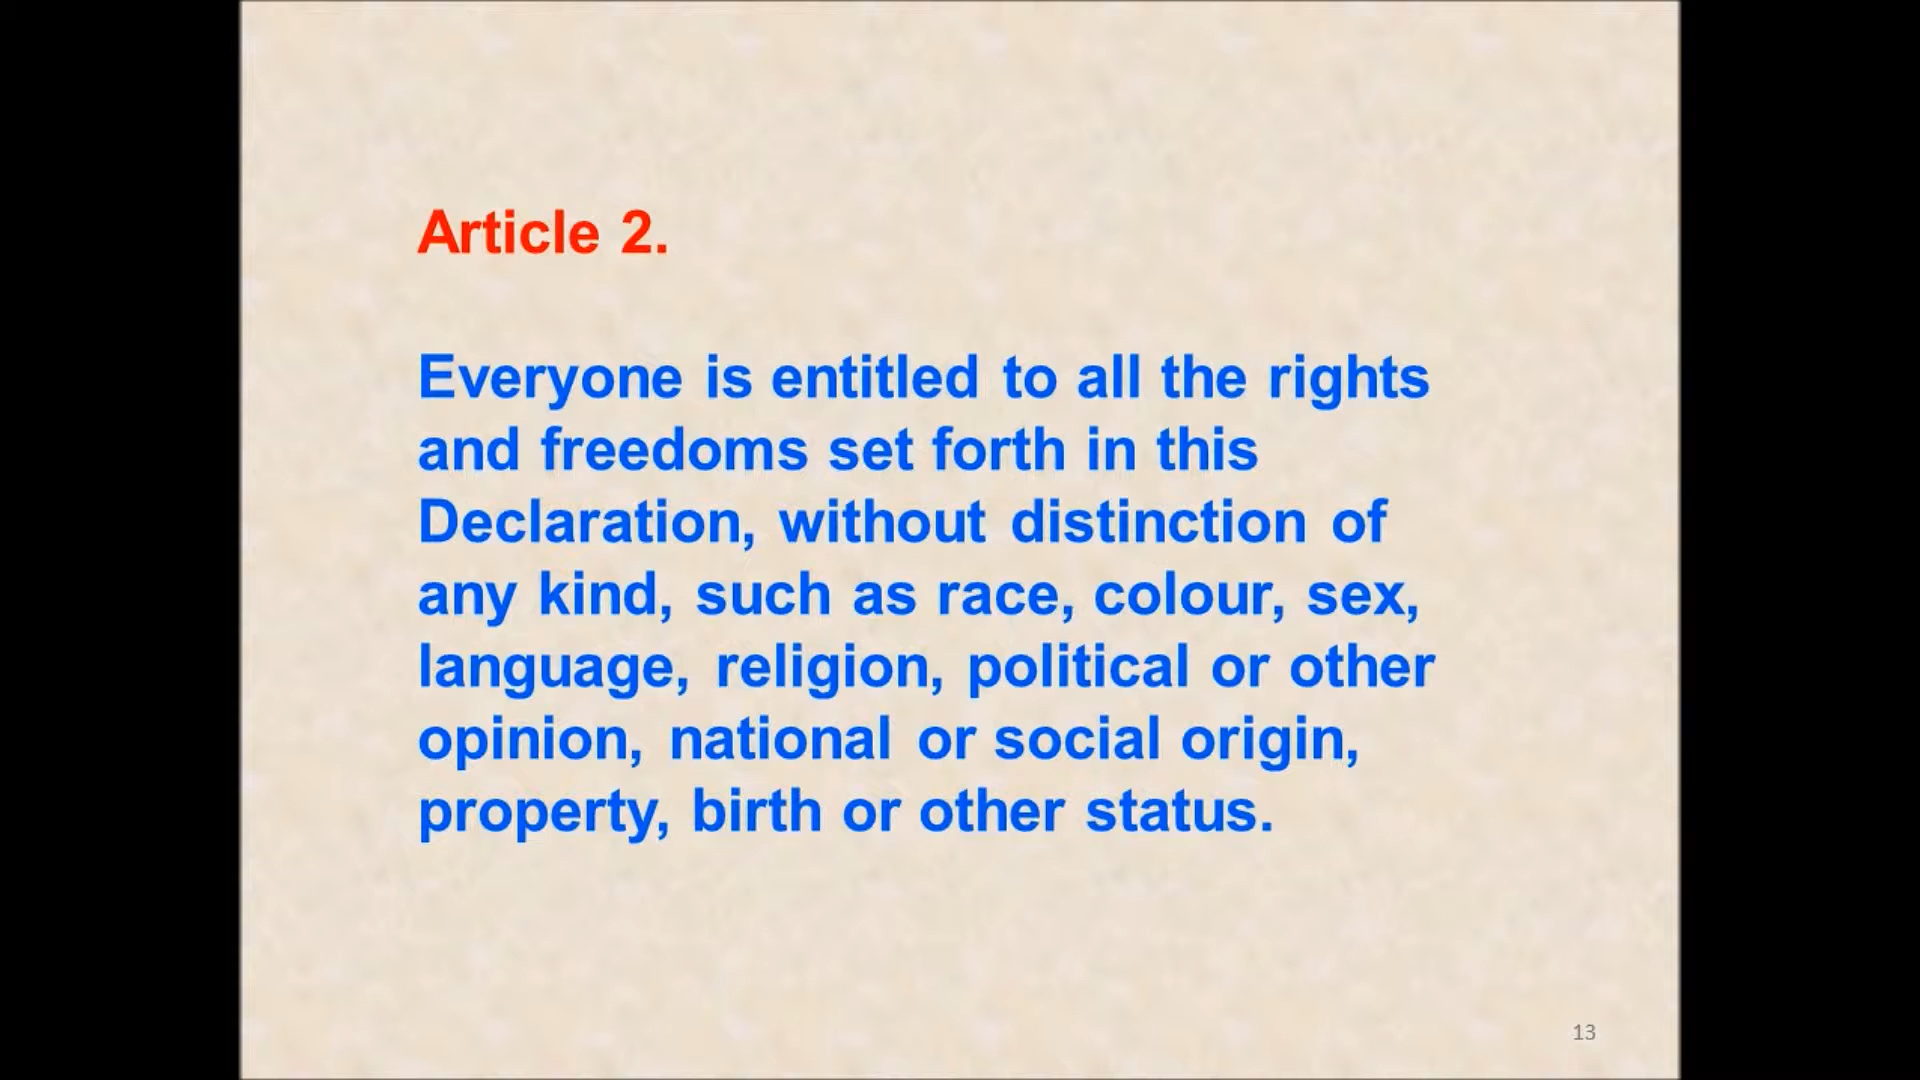 Article 2.
Everyone is entitled to all the rights
and freedoms set forth in this
Declaration, without distinction of
any kind, such as race, colour, sex,
language, religion, political or other
opinion, national or social origin,
property, birth or other status.
13